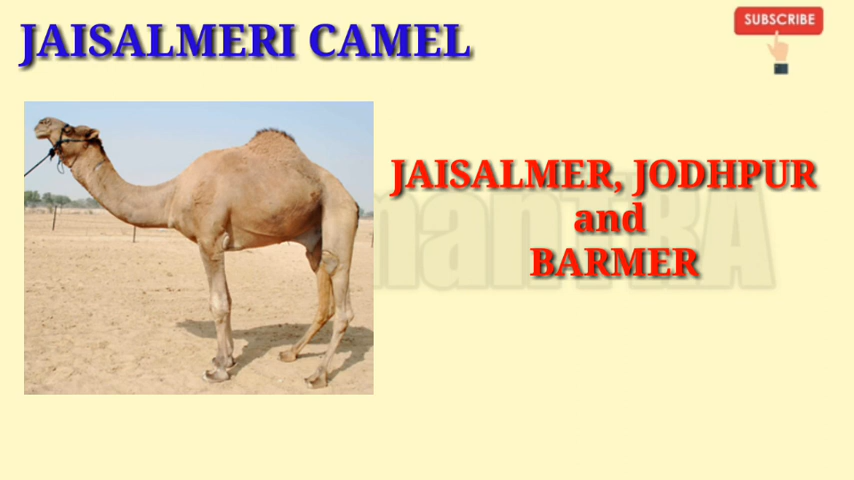 JAISALMERI CAMEL
SUBSCRIBE
JAISALMER, JODHPUR
and
BARMER